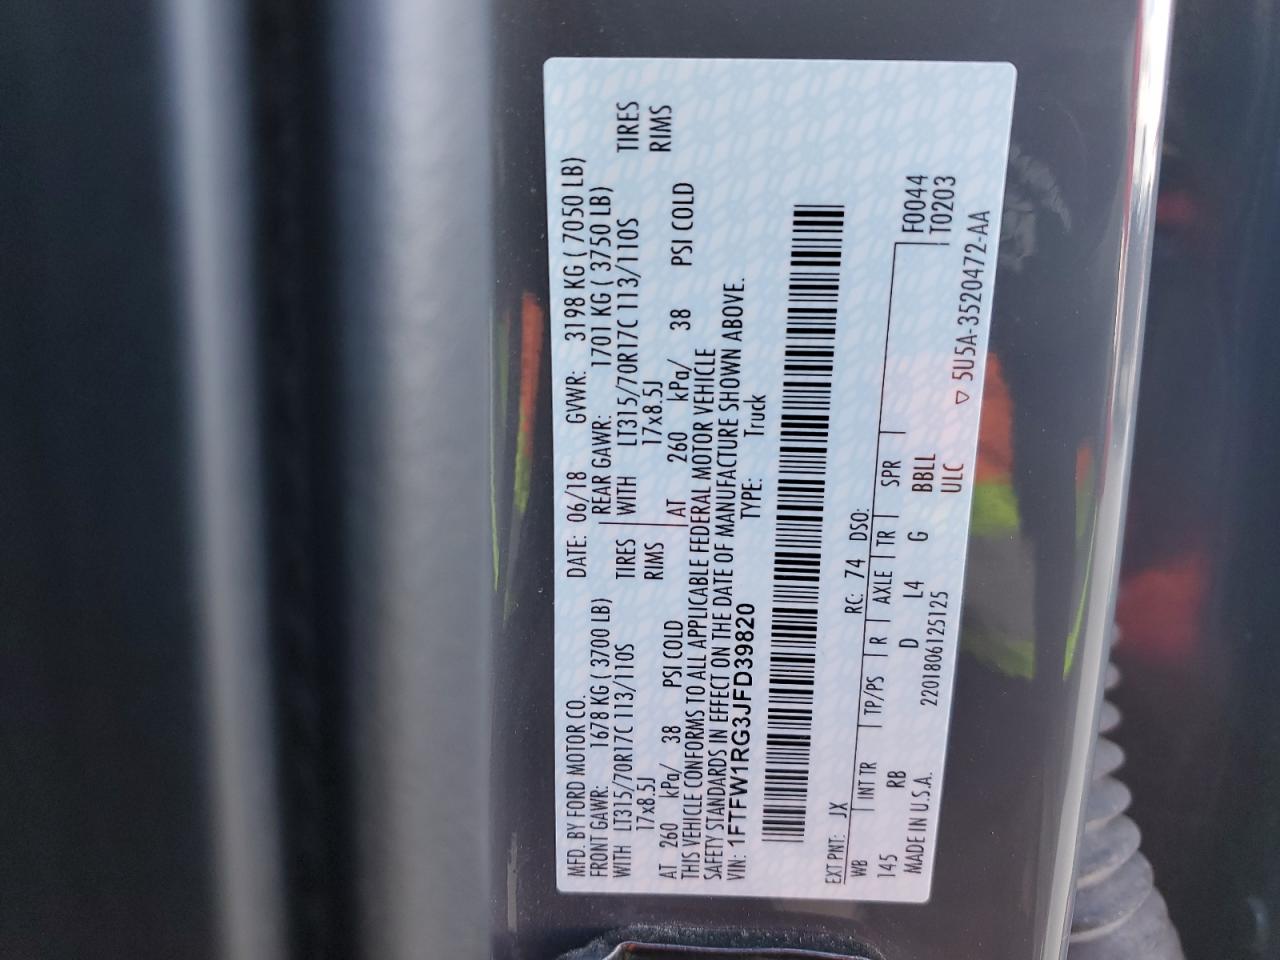 MFD. BY FORD MOTOR CO. DATE: 06/18 GVWR: 3198 KG ( 7050 LB)
FRONT GAWR: 1678 KG ( 3700 LB) REAR GAWR: 1701 KG ( 3750 LB)
WITH LT315/70R17C 113/110S TIRES WITH LT315/70R17C 113/110S TIRES
17x8.5J RIMS 17x8.5J RIMS
AT 260 kPa/ 38 PSI COLD AT 260 kPa/ 38 PSI COLD
THIS VEHICLE CONFORMS TO ALL APPLICABLE FEDERAL MOTOR VEHICLE
SAFETY STANDARDS IN EFFECT ON THE DATE OF MANUFACTURE SHOWN ABOVE.
VIN: 1FTFW1RG3JFD39820 TYPE: Truck
EXT PNT: JX RC: 74 DSO:
WB INT TR TP/PS R AXLE TR SPR F0044
145 RB D L4 G BBLL T0203
MADE IN U.S.A. 2201806125125 ULC
▽ 5U5A-3520472-AA